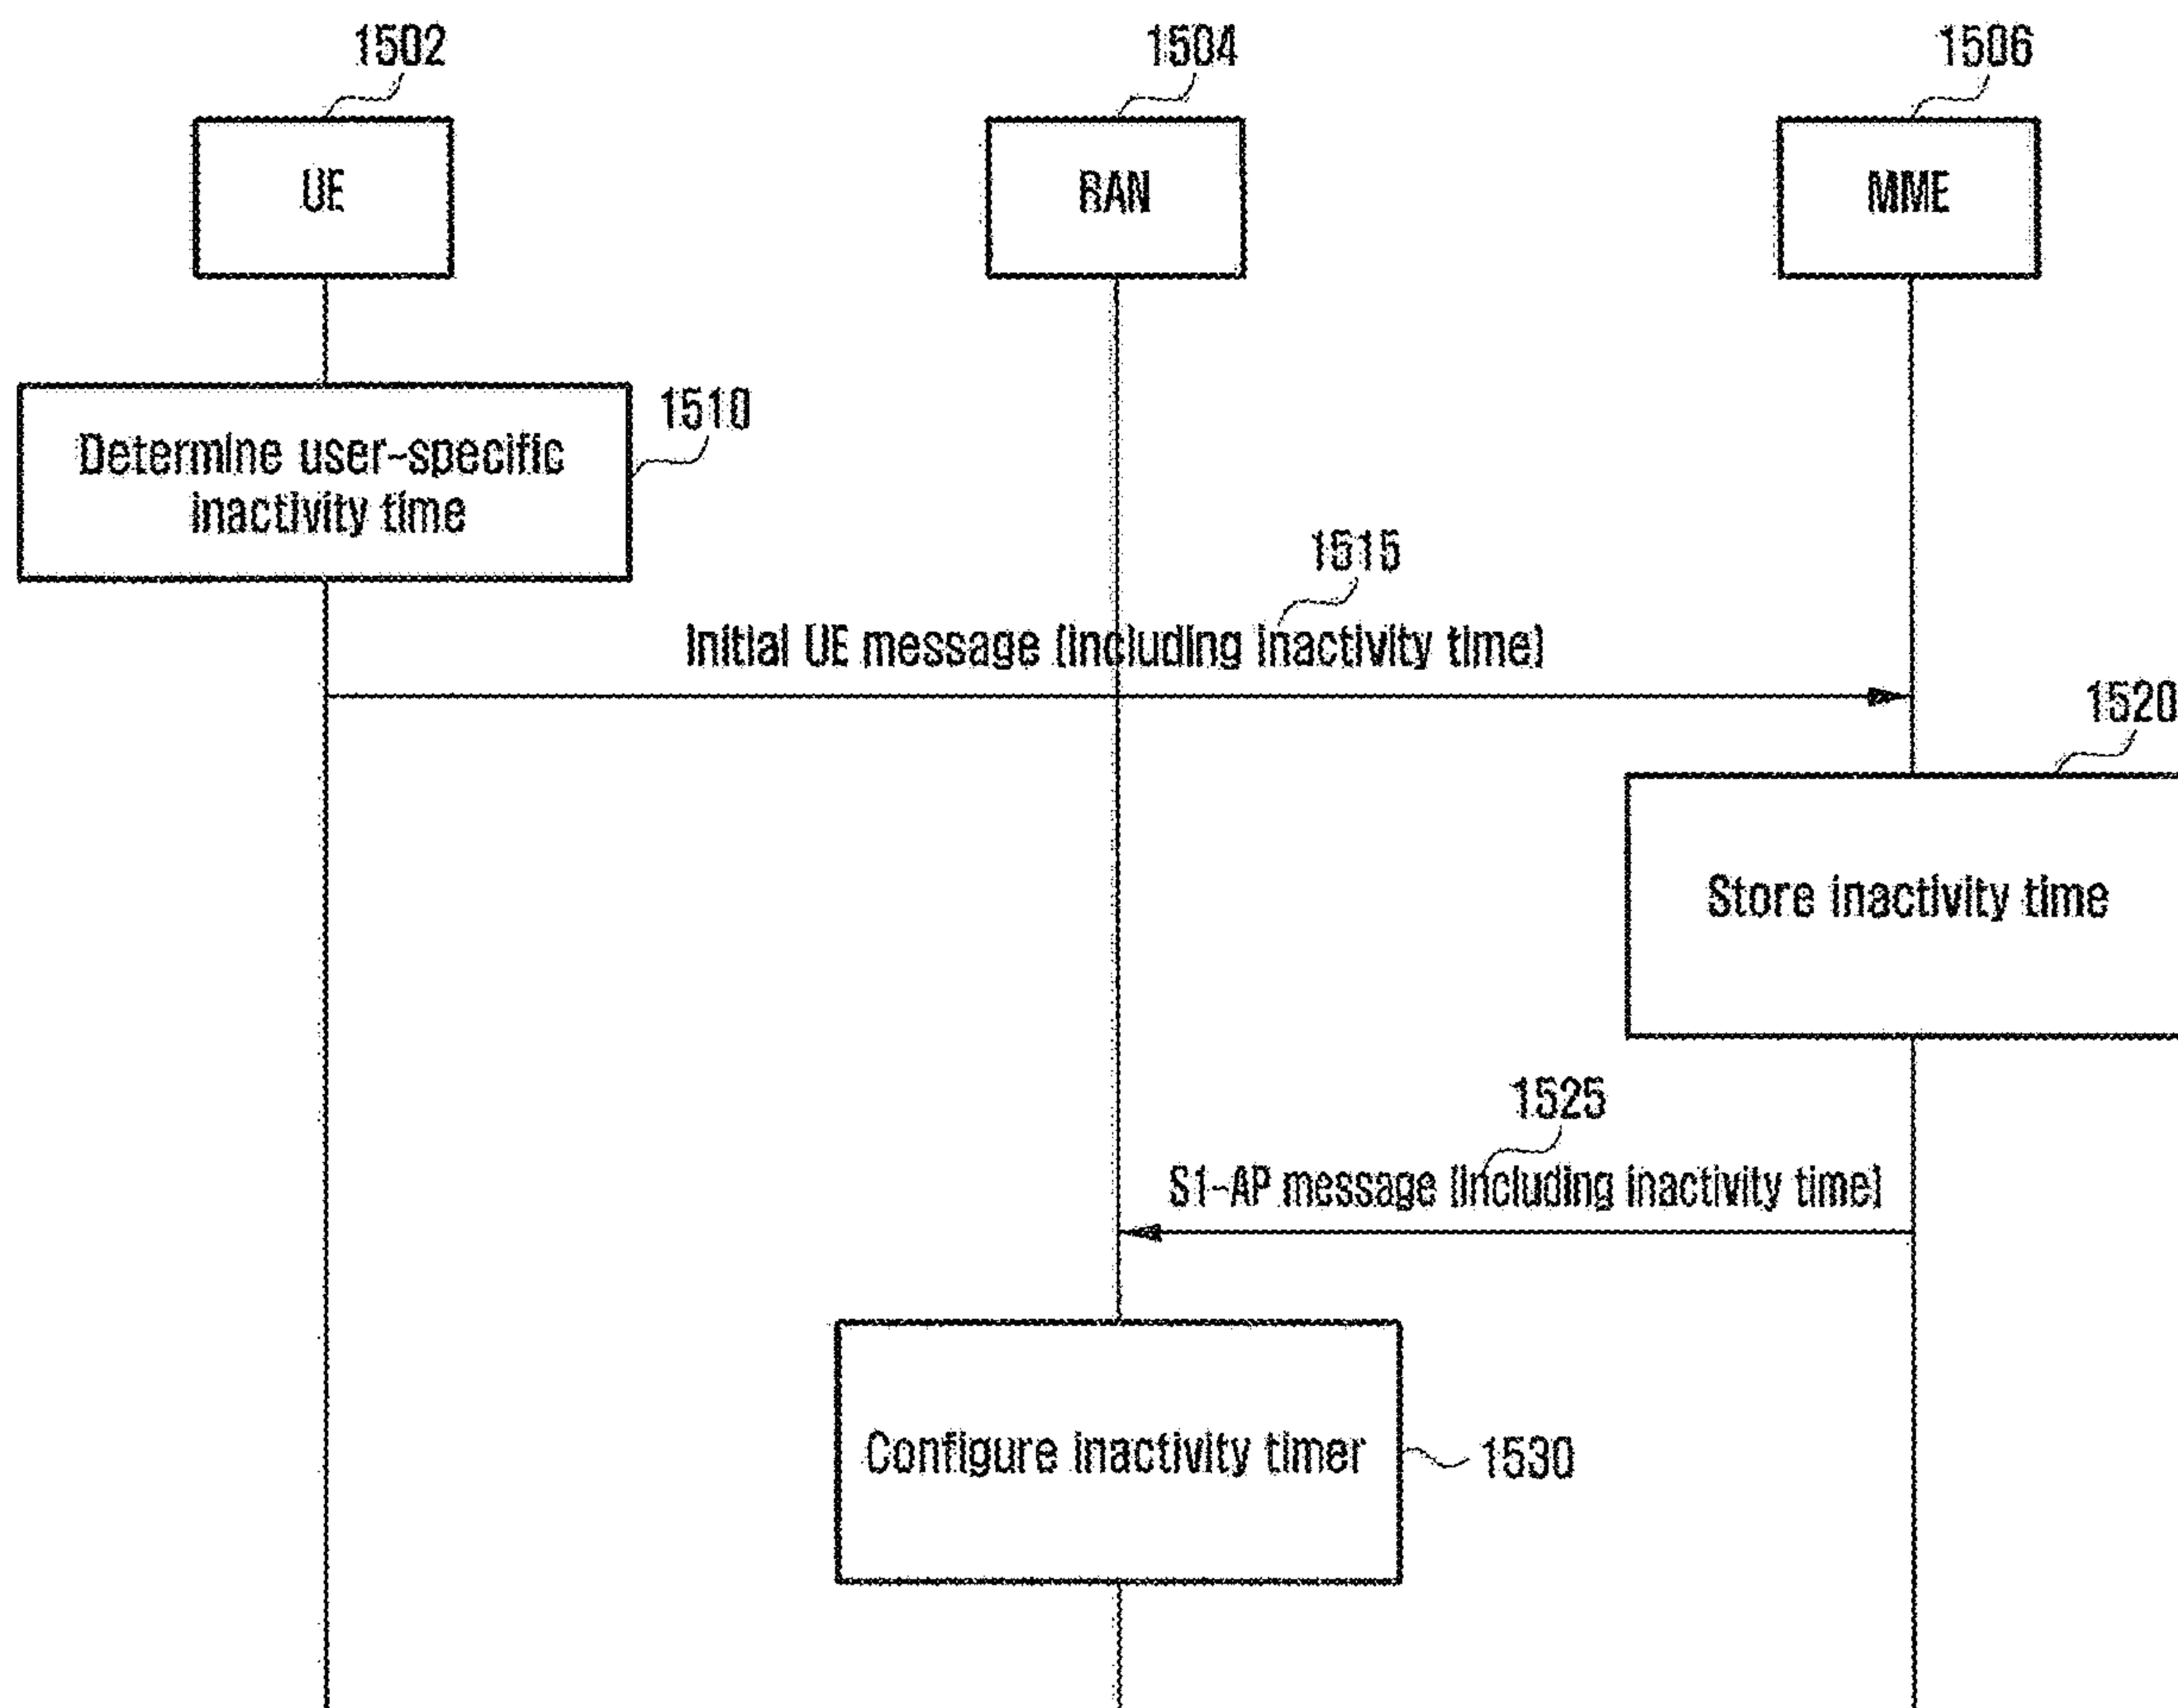 1502
1504
1506
UE
RAN
MME
1510
Determine user-specific
inactivity time
1515
Initial UE message (including inactivity time)
1520
Store inactivity time
1525
S1-AP message (including inactivity time)
Configure inactivity timer
1530